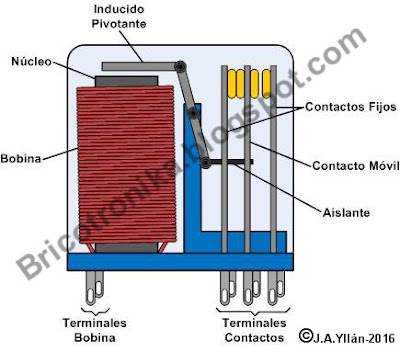 Inducido
Pivotante
Núcleo
Contactos Fijos
Bobina
Contacto Móvil
Aislante
Terminales
Bobina
Terminales
Contactos
©J.A.Yllán-2016
Bricotronika.blogspot.com